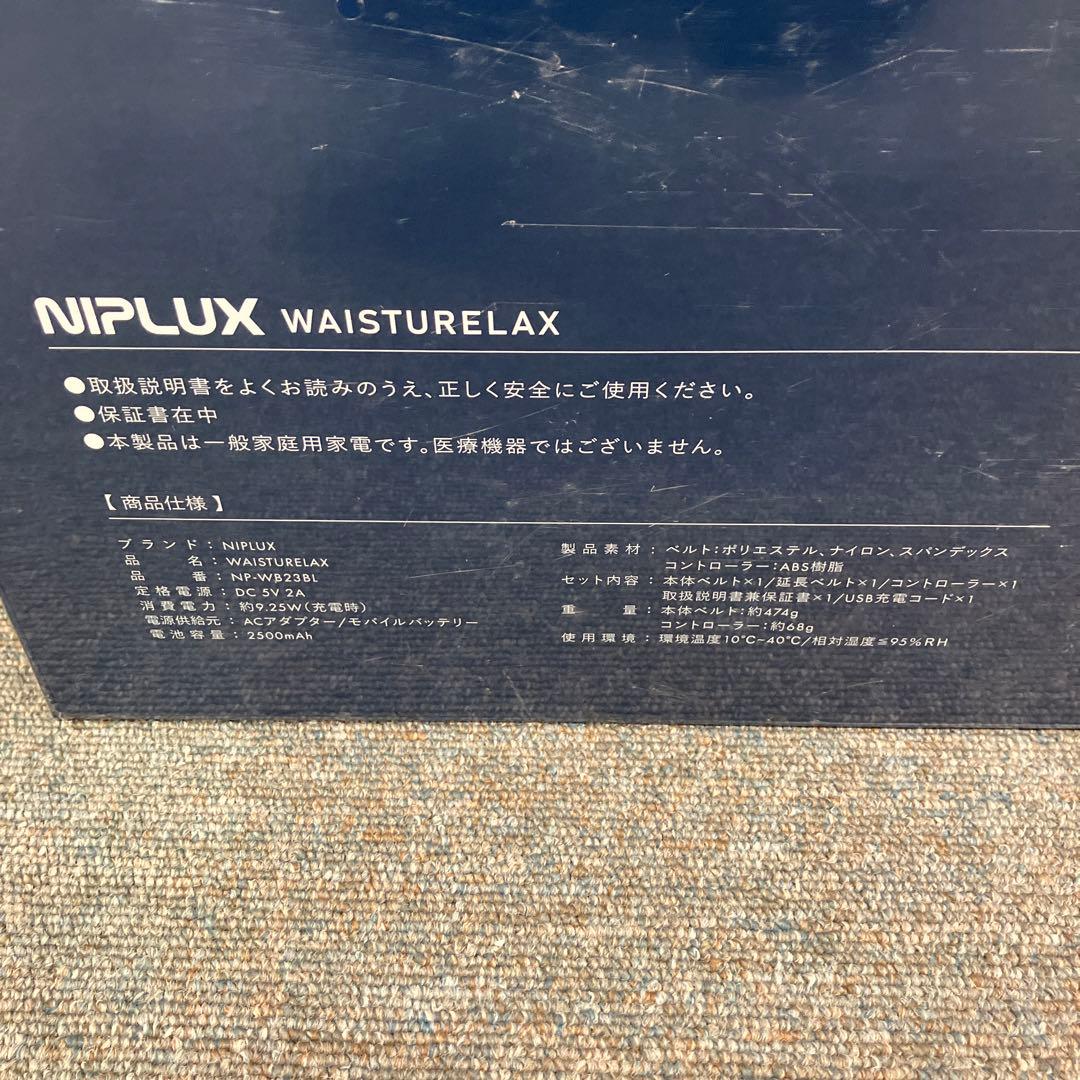 NIPLUX WAISTURELAX
●取扱説明書をよくお読みのうえ、正しく安全にご使用ください。
●保証書在中
●本製品は一般家庭用家電です。医療機器ではございません。
【 商品仕様 】
ブランド：NIPLUX
品名：WAISTURELAX
品番：NP-WB23BL
定格電源：DC 5V 2A
消費電力：約9.25W(充電時)
電源供給元：ACアダプター/モバイルバッテリー
電池容量：2500mAh
製品素材：ベルト：ポリエステル、ナイロン、スパンデックス
コントローラー：ABS樹脂
セット内容：本体ベルト×1/延長ベルト×1/コントローラー×1
取扱説明書兼保証書×1/USB充電コード×1
重量：本体ベルト：約474g
コントローラー：約68g
使用環境：環境温度10°C~40°C/相対湿度≦95%RH